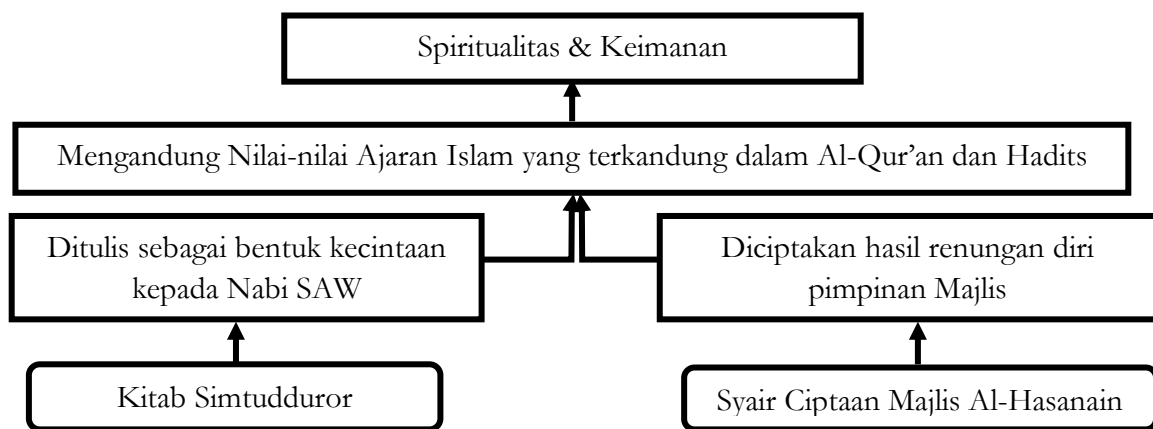 Spiritualitas & Keimanan
Mengandung Nilai-nilai Ajaran Islam yang terkandung dalam Al-Qur’an dan Hadits
Ditulis sebagai bentuk kecintaan
kepada Nabi SAW
Diciptakan hasil renungan diri
pimpinan Majlis
Kitab Simtudduror
Syair Ciptaan Majlis Al-Hasanain